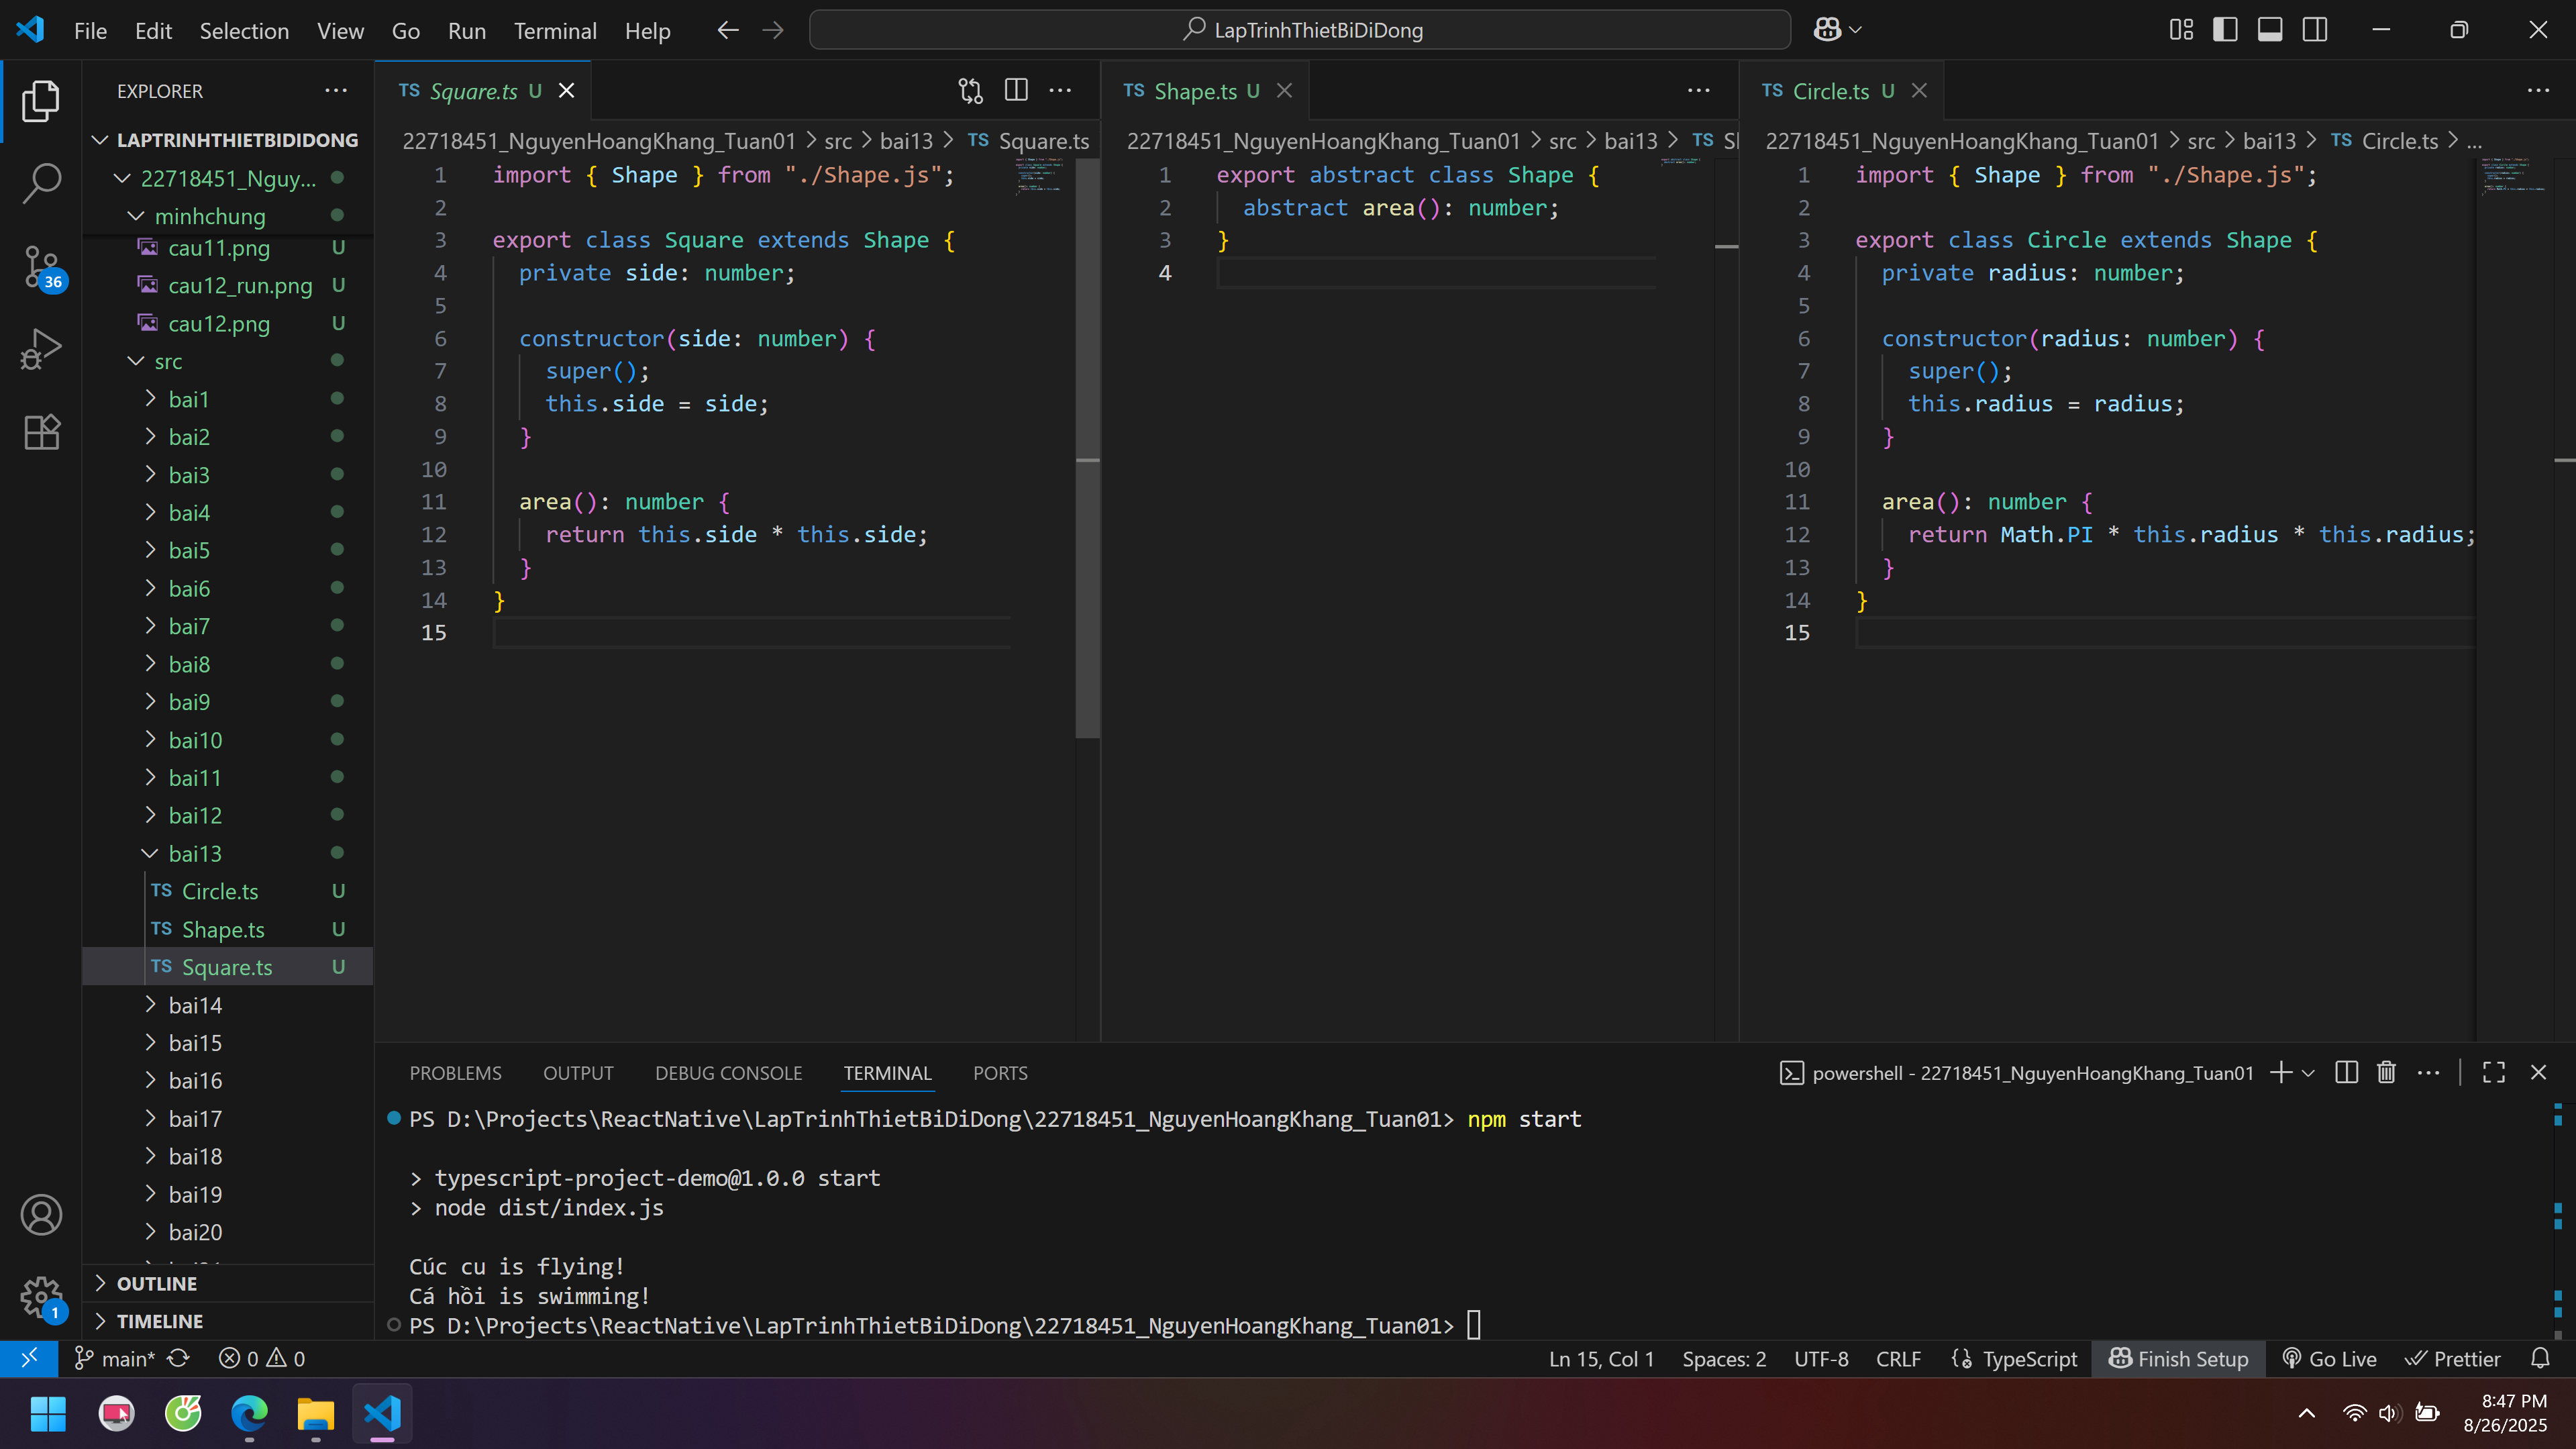 File Edit Selection View Go Run Terminal Help
LapTrinhThietBiDiDong
EXPLORER
LAPTRINHTHIETBIDIDONG
22718451_Nguy...
minhchung
cau11.png U
cau12_run.png U
cau12.png U
src
bai1
bai2
bai3
bai4
bai5
bai6
bai7
bai8
bai9
bai10
bai11
bai12
bai13
TS Circle.ts U
TS Shape.ts U
TS Square.ts U
bai14
bai15
bai16
bai17
bai18
bai19
bai20
OUTLINE
TIMELINE
36
1
TS Square.ts U
22718451_NguyenHoangKhang_Tuan01 > src > bai13 > TS Square.ts
1 import { Shape } from "./Shape.js";
2
3 export class Square extends Shape {
4 private side: number;
5
6 constructor(side: number) {
7 super();
8 this.side = side;
9 }
10
11 area(): number {
12 return this.side * this.side;
13 }
14 }
15
TS Shape.ts U
22718451_NguyenHoangKhang_Tuan01 > src > bai13 > TS
1 export abstract class Shape {
2 abstract area(): number;
3 }
4
TS Circle.ts U
22718451_NguyenHoangKhang_Tuan01 > src > bai13 > TS Circle.ts > ...
1 import { Shape } from "./Shape.js";
2
3 export class Circle extends Shape {
4 private radius: number;
5
6 constructor(radius: number) {
7 super();
8 this.radius = radius;
9 }
10
11 area(): number {
12 return Math.PI * this.radius * this.radius;
13 }
14 }
15
PROBLEMS OUTPUT DEBUG CONSOLE TERMINAL PORTS
powershell - 22718451_NguyenHoangKhang_Tuan01
PS D:\Projects\ReactNative\LapTrinhThietBiDiDong\22718451_NguyenHoangKhang_Tuan01> npm start
> typescript-project-demo@1.0.0 start
> node dist/index.js
Cúc cu is flying!
Cá hồi is swimming!
PS D:\Projects\ReactNative\LapTrinhThietBiDiDong\22718451_NguyenHoangKhang_Tuan01>
main* 0 0
Ln 15, Col 1 Spaces: 2 UTF-8 CRLF TypeScript Finish Setup Go Live Prettier
8:47 PM
8/26/2025